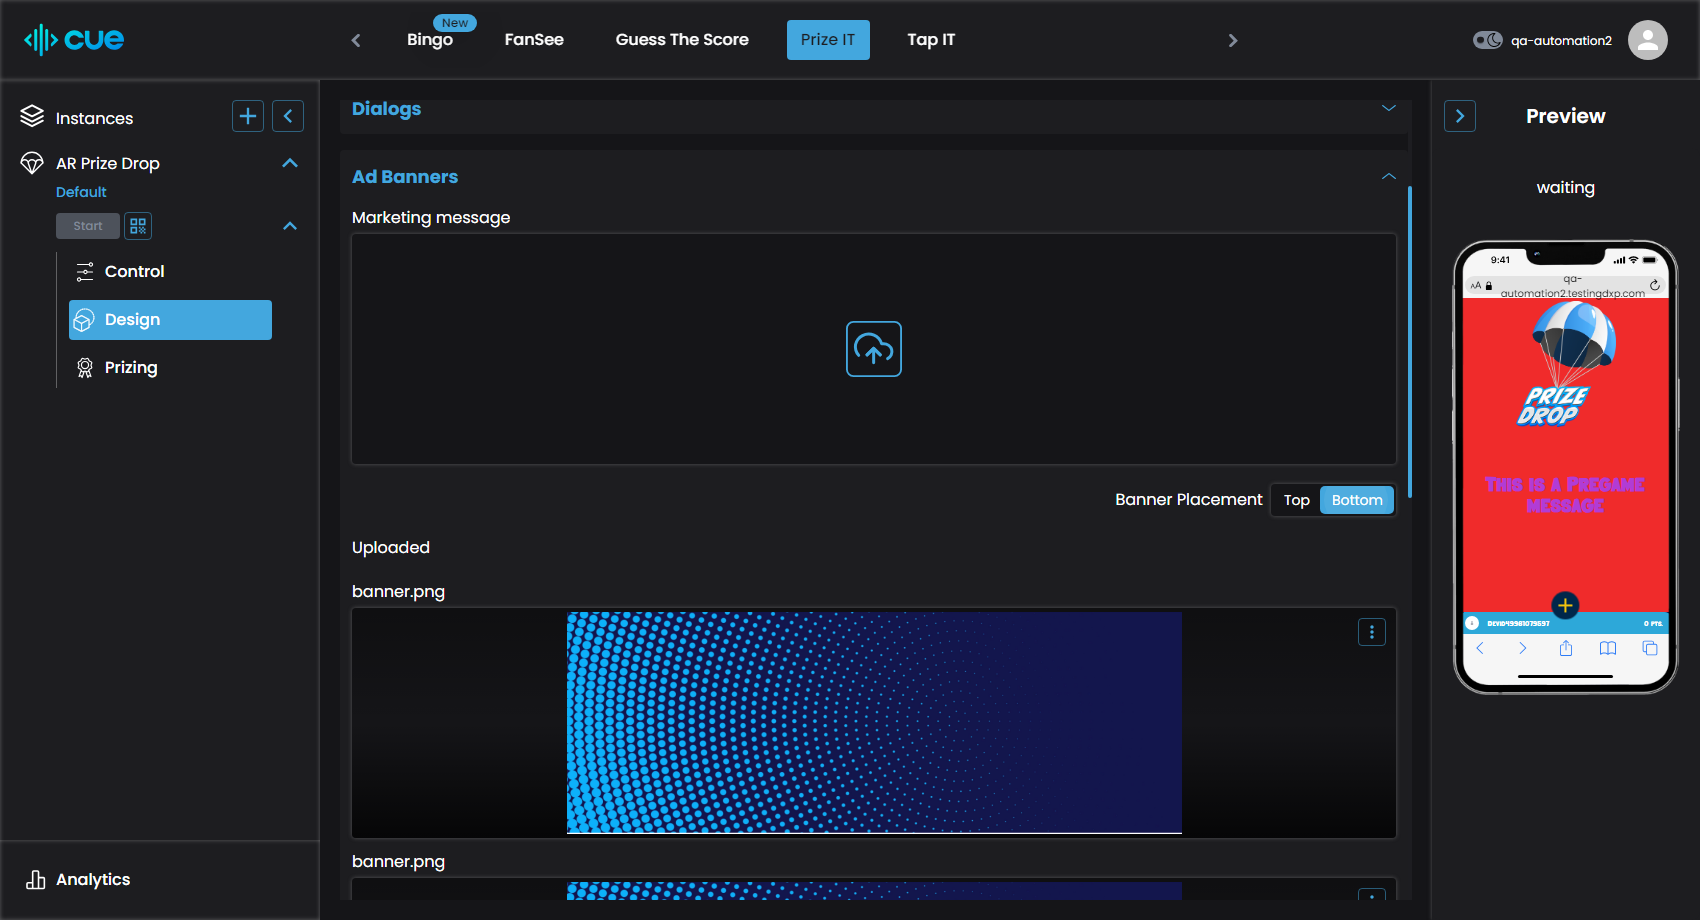 cue
Bingo
New
FanSee
Guess The Score
Prize IT
Tap IT
qa-automation2
Instances
AR Prize Drop
Default
Start
Control
Design
Prizing
Analytics
Dialogs
Ad Banners
Marketing message
Banner Placement
Top
Bottom
Uploaded
banner.png
banner.png
Preview
waiting
9:41
AA
qa-
automation2.testingdxp.com
PRIZE
DROP
THIS IS A PREGAME
MESSAGE
0 PTS.